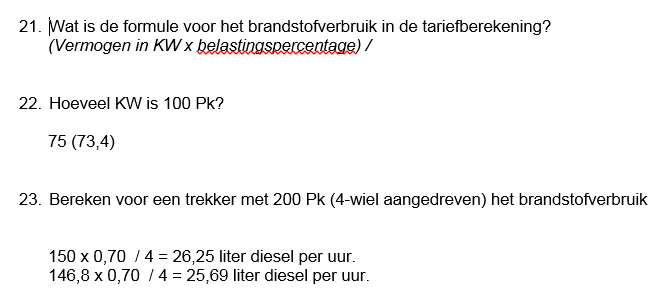 21. Wat is de formule voor het brandstofverbruik in de tariefberekening?
(Vermogen in KW x belastingspercentage) /
22. Hoeveel KW is 100 Pk?
75 (73,4)
23. Bereken voor een trekker met 200 Pk (4-wiel aangedreven) het brandstofverbruik
150 x 0,70 / 4 = 26,25 liter diesel per uur.
146,8 x 0,70 / 4 = 25,69 liter diesel per uur.